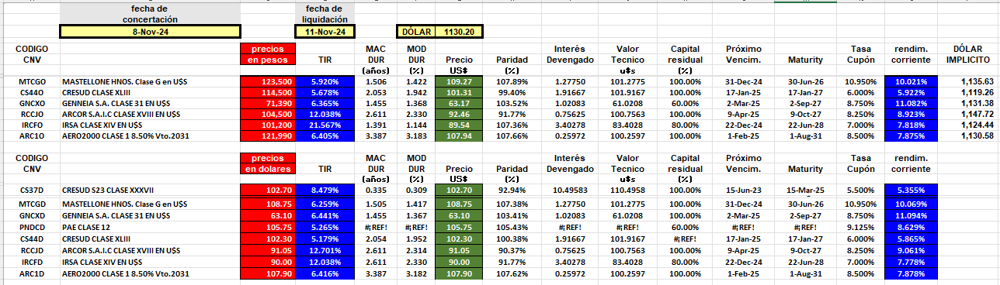 fecha de fecha de
concertación liquidación
8-Nov-24 11-Nov-24 DÓLAR 1130.20
CODIGO precios MAC MOD Interés Valor Capital Próximo Tasa rendim. DÓLAR
CNV en pesos TIR DUR DUR Precio Paridad Devengado Tecnico residual Vencim. Maturity Cupón corriente IMPLICITO
(años) (%) US$ (%) u$s (%)
MTCGO MASTELLONE HNOS. Clase G en U$S 123,500 5.920% 1.506 1.422 109.27 107.89% 1.27750 101.2775 100.00% 31-Dec-24 30-Jun-26 10.950% 10.021% 1,135.63
CS44O CRESUD CLASE XLIII 114,500 5.678% 2.053 1.942 101.31 99.40% 1.91667 101.9167 100.00% 17-Jan-25 17-Jan-27 6.000% 5.922% 1,119.26
GNCXO GENNEIA S.A. CLASE 31 EN U$S 71,390 6.365% 1.455 1.368 63.17 103.52% 1.02083 61.0208 60.00% 2-Mar-25 2-Sep-27 8.750% 11.082% 1,131.38
RCCJO ARCOR S.A.I.C CLASE XVIII EN U$S 104,500 12.038% 2.611 2.330 92.46 91.77% 0.75625 100.7563 100.00% 9-Apr-25 9-Oct-27 8.250% 8.923% 1,147.72
IRCFO IRSA CLASE XIV EN U$S 101,200 21.567% 1.391 1.144 89.54 107.36% 3.40278 83.4028 80.00% 22-Dec-24 22-Jun-28 7.000% 7.818% 1,124.44
ARC1O AERO2000 CLASE 1 8.50% Vto.2031 121,990 6.405% 3.387 3.183 107.94 107.66% 0.25972 100.2597 100.00% 1-Feb-25 1-Aug-31 8.500% 7.875% 1,130.58
CODIGO precios MAC MOD Interés Valor Capital Próximo Tasa rendim.
CNV en dolares TIR DUR DUR Precio Paridad Devengado Tecnico residual Vencim. Maturity Cupón corriente
(años) (%) US$ (%) u$s (%)
CS37D CRESUD S23 CLASE XXXVII 102.70 8.479% 0.335 0.309 102.70 92.94% 10.49583 110.4958 100.00% 15-Jun-23 15-Mar-25 5.500% 5.355%
MTCGD MASTELLONE HNOS. Clase G en U$S 108.75 6.259% 1.505 1.417 108.75 107.38% 1.27750 101.2775 100.00% 31-Dec-24 30-Jun-26 10.950% 10.069%
GNCXD GENNEIA S.A. CLASE 31 EN U$S 63.10 6.441% 1.455 1.367 63.10 103.41% 1.02083 61.0208 60.00% 2-Mar-25 2-Sep-27 8.750% 11.094%
PNDCD PAE CLASE 12 105.75 5.265% #¡REF! #¡REF! 105.75 105.43% #¡REF! #¡REF! 60.00% #¡REF! #¡REF! 9.125% 8.629%
CS44D CRESUD CLASE XLIII 102.30 5.179% 2.054 1.952 102.30 100.38% 1.91667 101.9167 #¡REF! 17-Jan-25 17-Jan-27 6.000% 5.865%
RCCJD ARCOR S.A.I.C CLASE XVIII EN U$S 91.05 12.701% 2.611 2.314 91.05 90.37% 0.75625 100.7563 100.00% 9-Apr-25 9-Oct-27 8.250% 9.061%
IRCFD IRSA CLASE XIV EN U$S 90.00 12.038% 2.611 2.330 90.00 91.77% 3.40278 83.4028 80.00% 22-Dec-24 22-Jun-28 7.000% 7.778%
ARC1D AERO2000 CLASE 1 8.50% Vto.2031 107.90 6.416% 3.387 3.182 107.90 107.62% 0.25972 100.2597 100.00% 1-Feb-25 1-Aug-31 8.500% 7.878%